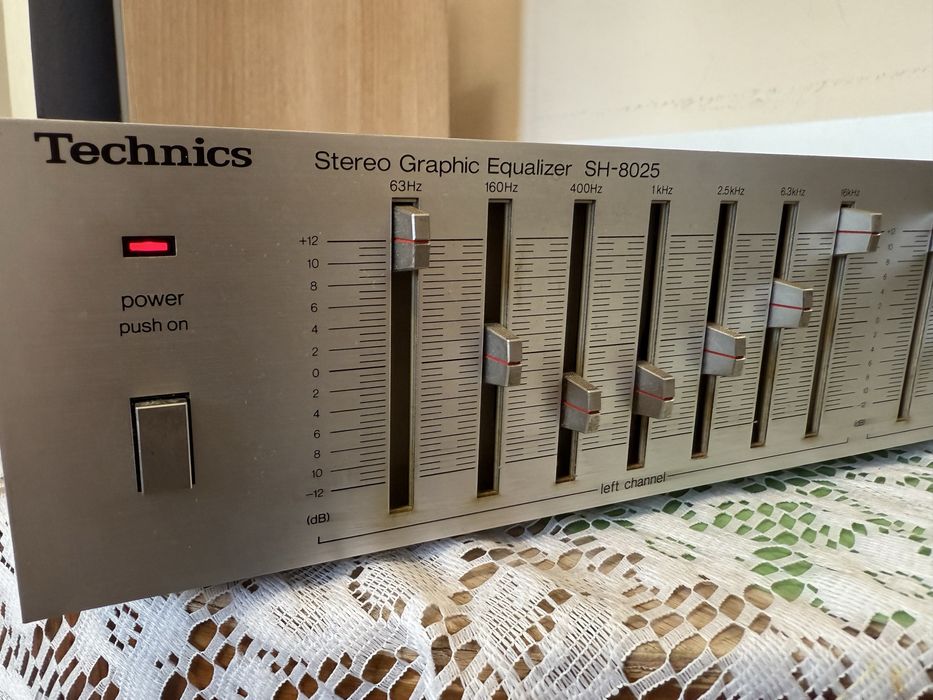 Technics
Stereo Graphic Equalizer SH-8025
63Hz 160Hz 400Hz 1kHz 2.5kHz 6.3kHz 16kHz
power
push on
+12
10
8
6
4
2
0
2
4
6
8
10
-12
(dB)
left channel